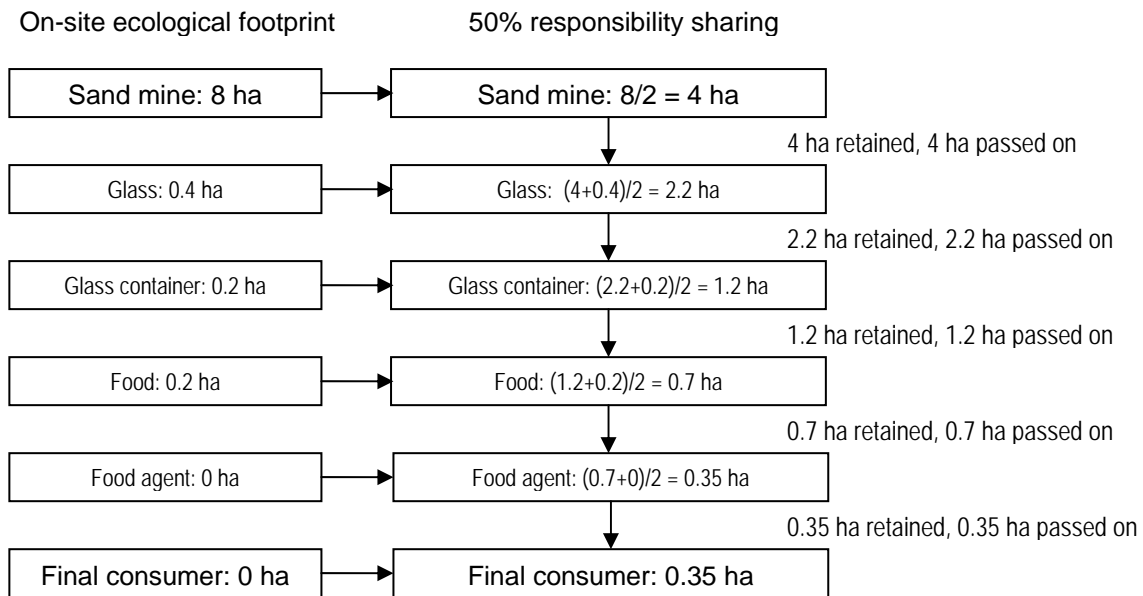 On-site ecological footprint
50% responsibility sharing
Sand mine: 8 ha
Sand mine: 8/2 = 4 ha
4 ha retained, 4 ha passed on
Glass: 0.4 ha
Glass: (4+0.4)/2 = 2.2 ha
2.2 ha retained, 2.2 ha passed on
Glass container: 0.2 ha
Glass container: (2.2+0.2)/2 = 1.2 ha
1.2 ha retained, 1.2 ha passed on
Food: 0.2 ha
Food: (1.2+0.2)/2 = 0.7 ha
0.7 ha retained, 0.7 ha passed on
Food agent: 0 ha
Food agent: (0.7+0)/2 = 0.35 ha
0.35 ha retained, 0.35 ha passed on
Final consumer: 0 ha
Final consumer: 0.35 ha